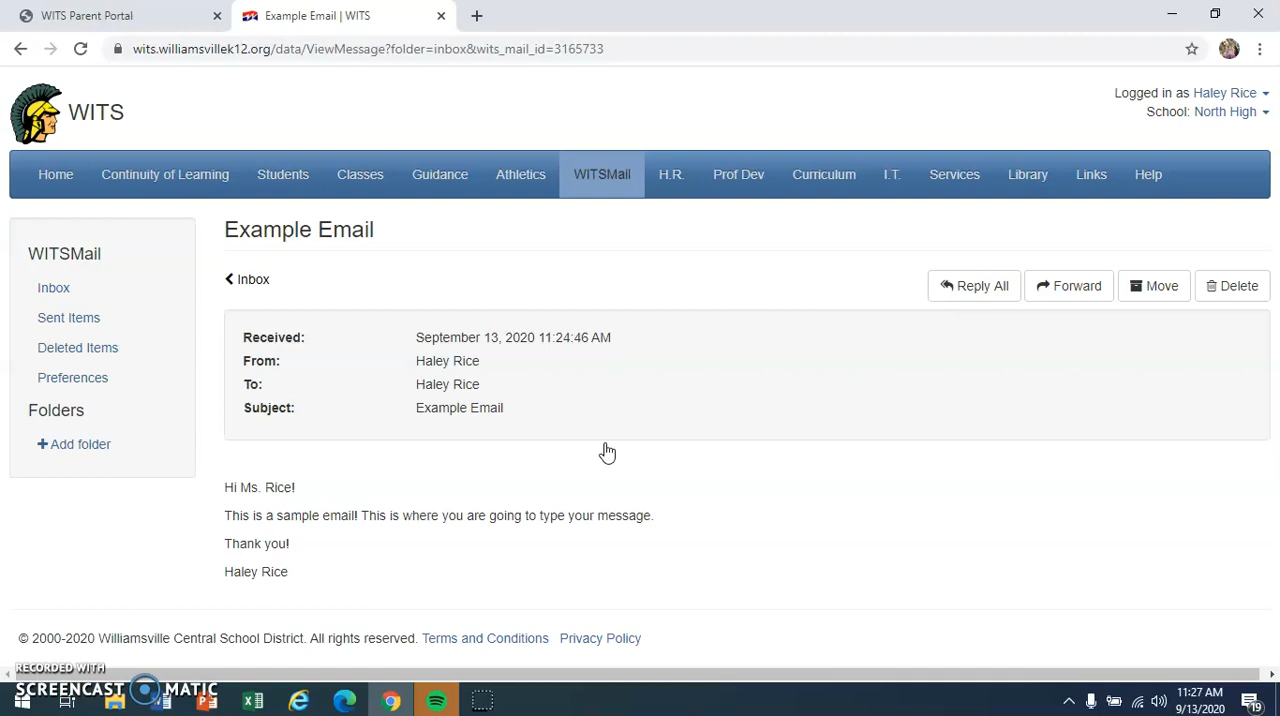 WITS Parent Portal
Example Email | WITS
wits.williamsvillek12.org/data/ViewMessage?folder=inbox&wits_mail_id=3165733
WITS
Logged in as Haley Rice
School: North High
Home Continuity of Learning Students Classes Guidance Athletics WITSMail H.R. Prof Dev Curriculum I.T. Services Library Links Help
WITSMail
Inbox
Sent Items
Deleted Items
Preferences
Folders
Add folder
Example Email
Inbox
Reply All Forward Move Delete
Received: September 13, 2020 11:24:46 AM
From: Haley Rice
To: Haley Rice
Subject: Example Email
Hi Ms. Rice!
This is a sample email! This is where you are going to type your message.
Thank you!
Haley Rice
© 2000-2020 Williamsville Central School District. All rights reserved. Terms and Conditions Privacy Policy
RECORDED WITH
SCREENCAST MATIC
11:27 AM
9/13/2020
19